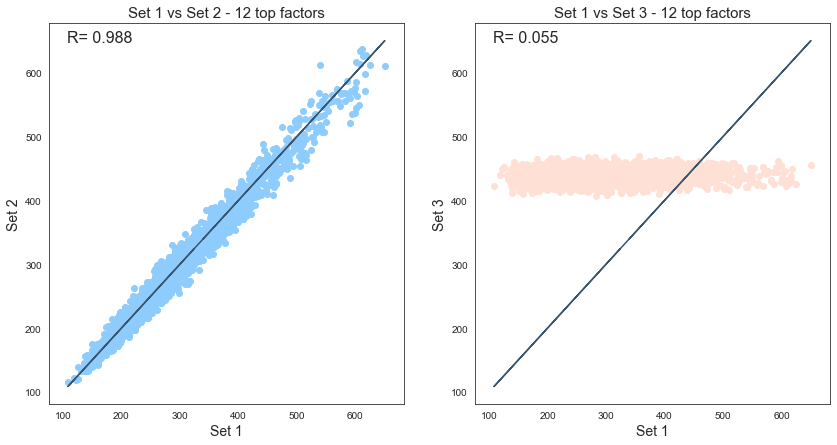 Set 1 vs Set 2 - 12 top factors
R= 0.988
600
500
400
300
200
100
Set 2
100 200 300 400 500 600
Set 1
Set 1 vs Set 3 - 12 top factors
R= 0.055
600
500
400
300
200
100
Set 3
100 200 300 400 500 600
Set 1